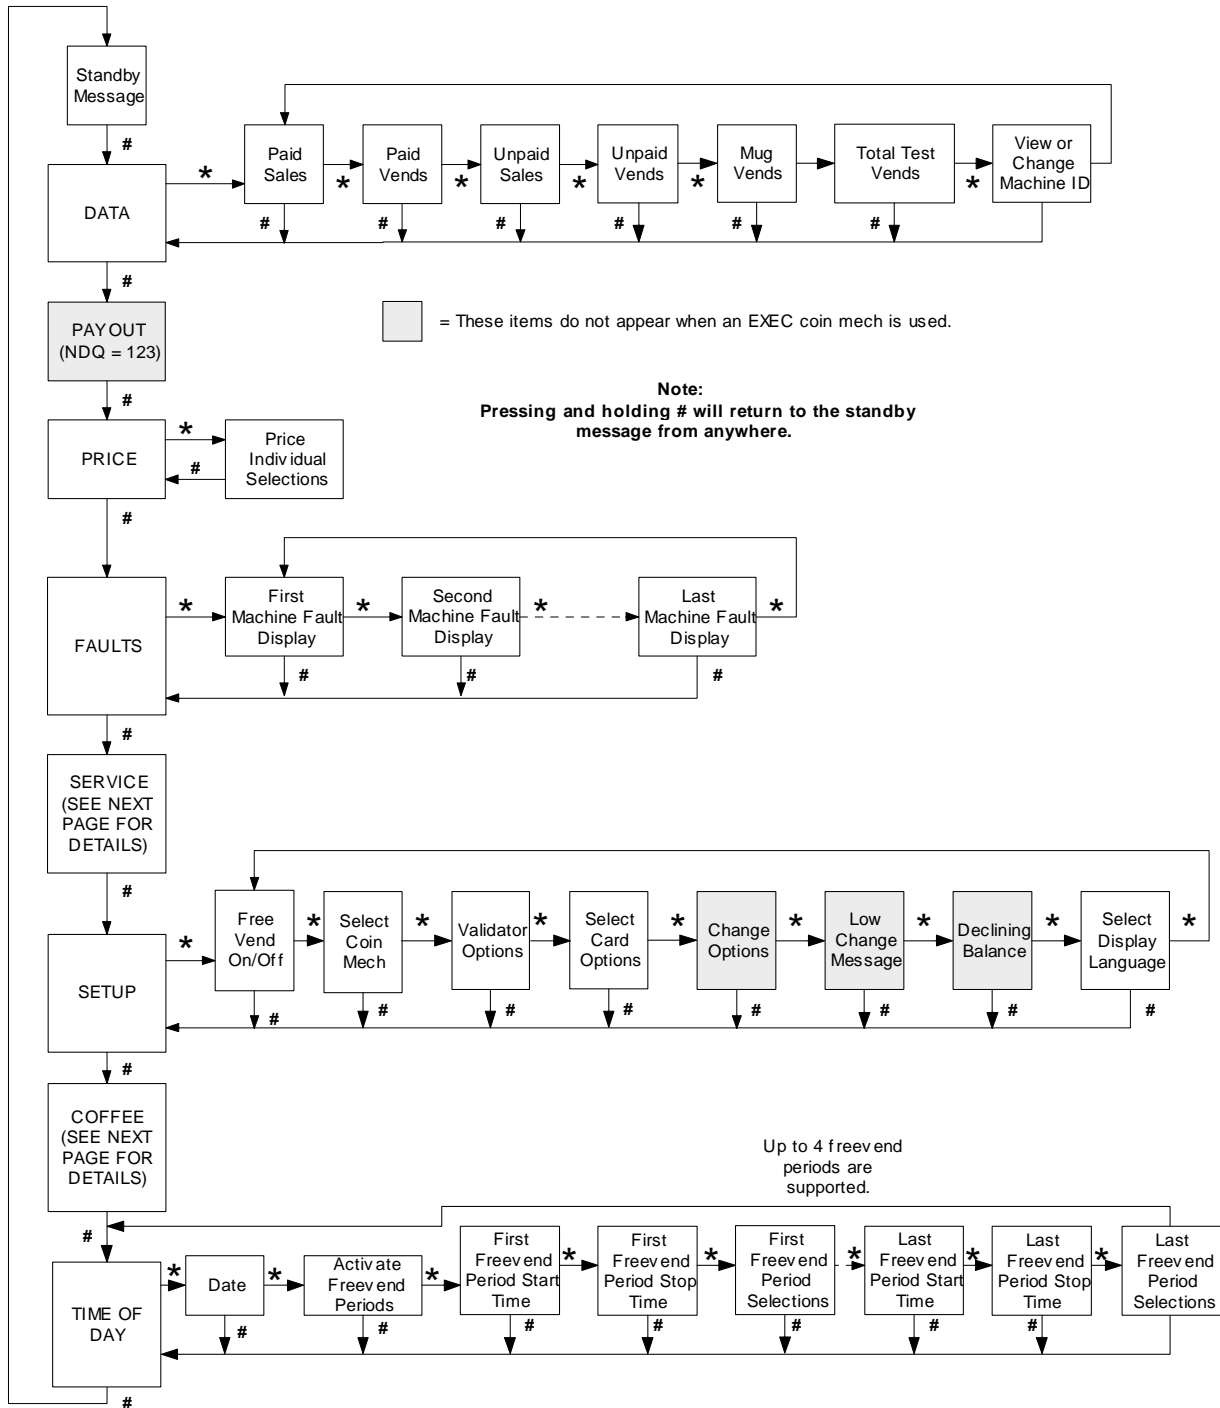 Standby
Message
#
DATA
*
Paid
Sales
*
Paid
Vends
*
Unpaid
Sales
*
Unpaid
Vends
*
Mug
Vends
Total Test
Vends
*
View or
Change
Machine ID
#
#
#
#
#
#
#
PAYOUT
(NDQ = 123)
= These items do not appear when an EXEC coin mech is used.
#
Note:
Pressing and holding # will return to the standby
message from anywhere.
PRICE
*
#
Price
Individual
Selections
#
FAULTS
*
First
Machine Fault
Display
*
Second
Machine Fault
Display
*
Last
Machine Fault
Display
*
#
#
#
#
SERVICE
(SEE NEXT
PAGE FOR
DETAILS)
#
SETUP
*
Free
Vend
On/Off
*
Select
Coin
Mech
*
Validator
Options
*
Select
Card
Options
*
Change
Options
*
Low
Change
Message
*
Declining
Balance
*
Select
Display
Language
*
#
#
#
#
#
#
#
#
#
COFFEE
(SEE NEXT
PAGE FOR
DETAILS)
Up to 4 freevend
periods are
supported.
#
TIME OF
DAY
*
Date
*
Activate
Freevend
Periods
*
First
Freevend
Period Start
Time
*
First
Freevend
Period Stop
Time
*
First
Freevend
Period
Selections
*
Last
Freevend
Period Start
Time
*
Last
Freevend
Period Stop
Time
*
Last
Freevend
Period
Selections
#
#
#
#
#
#
#
#